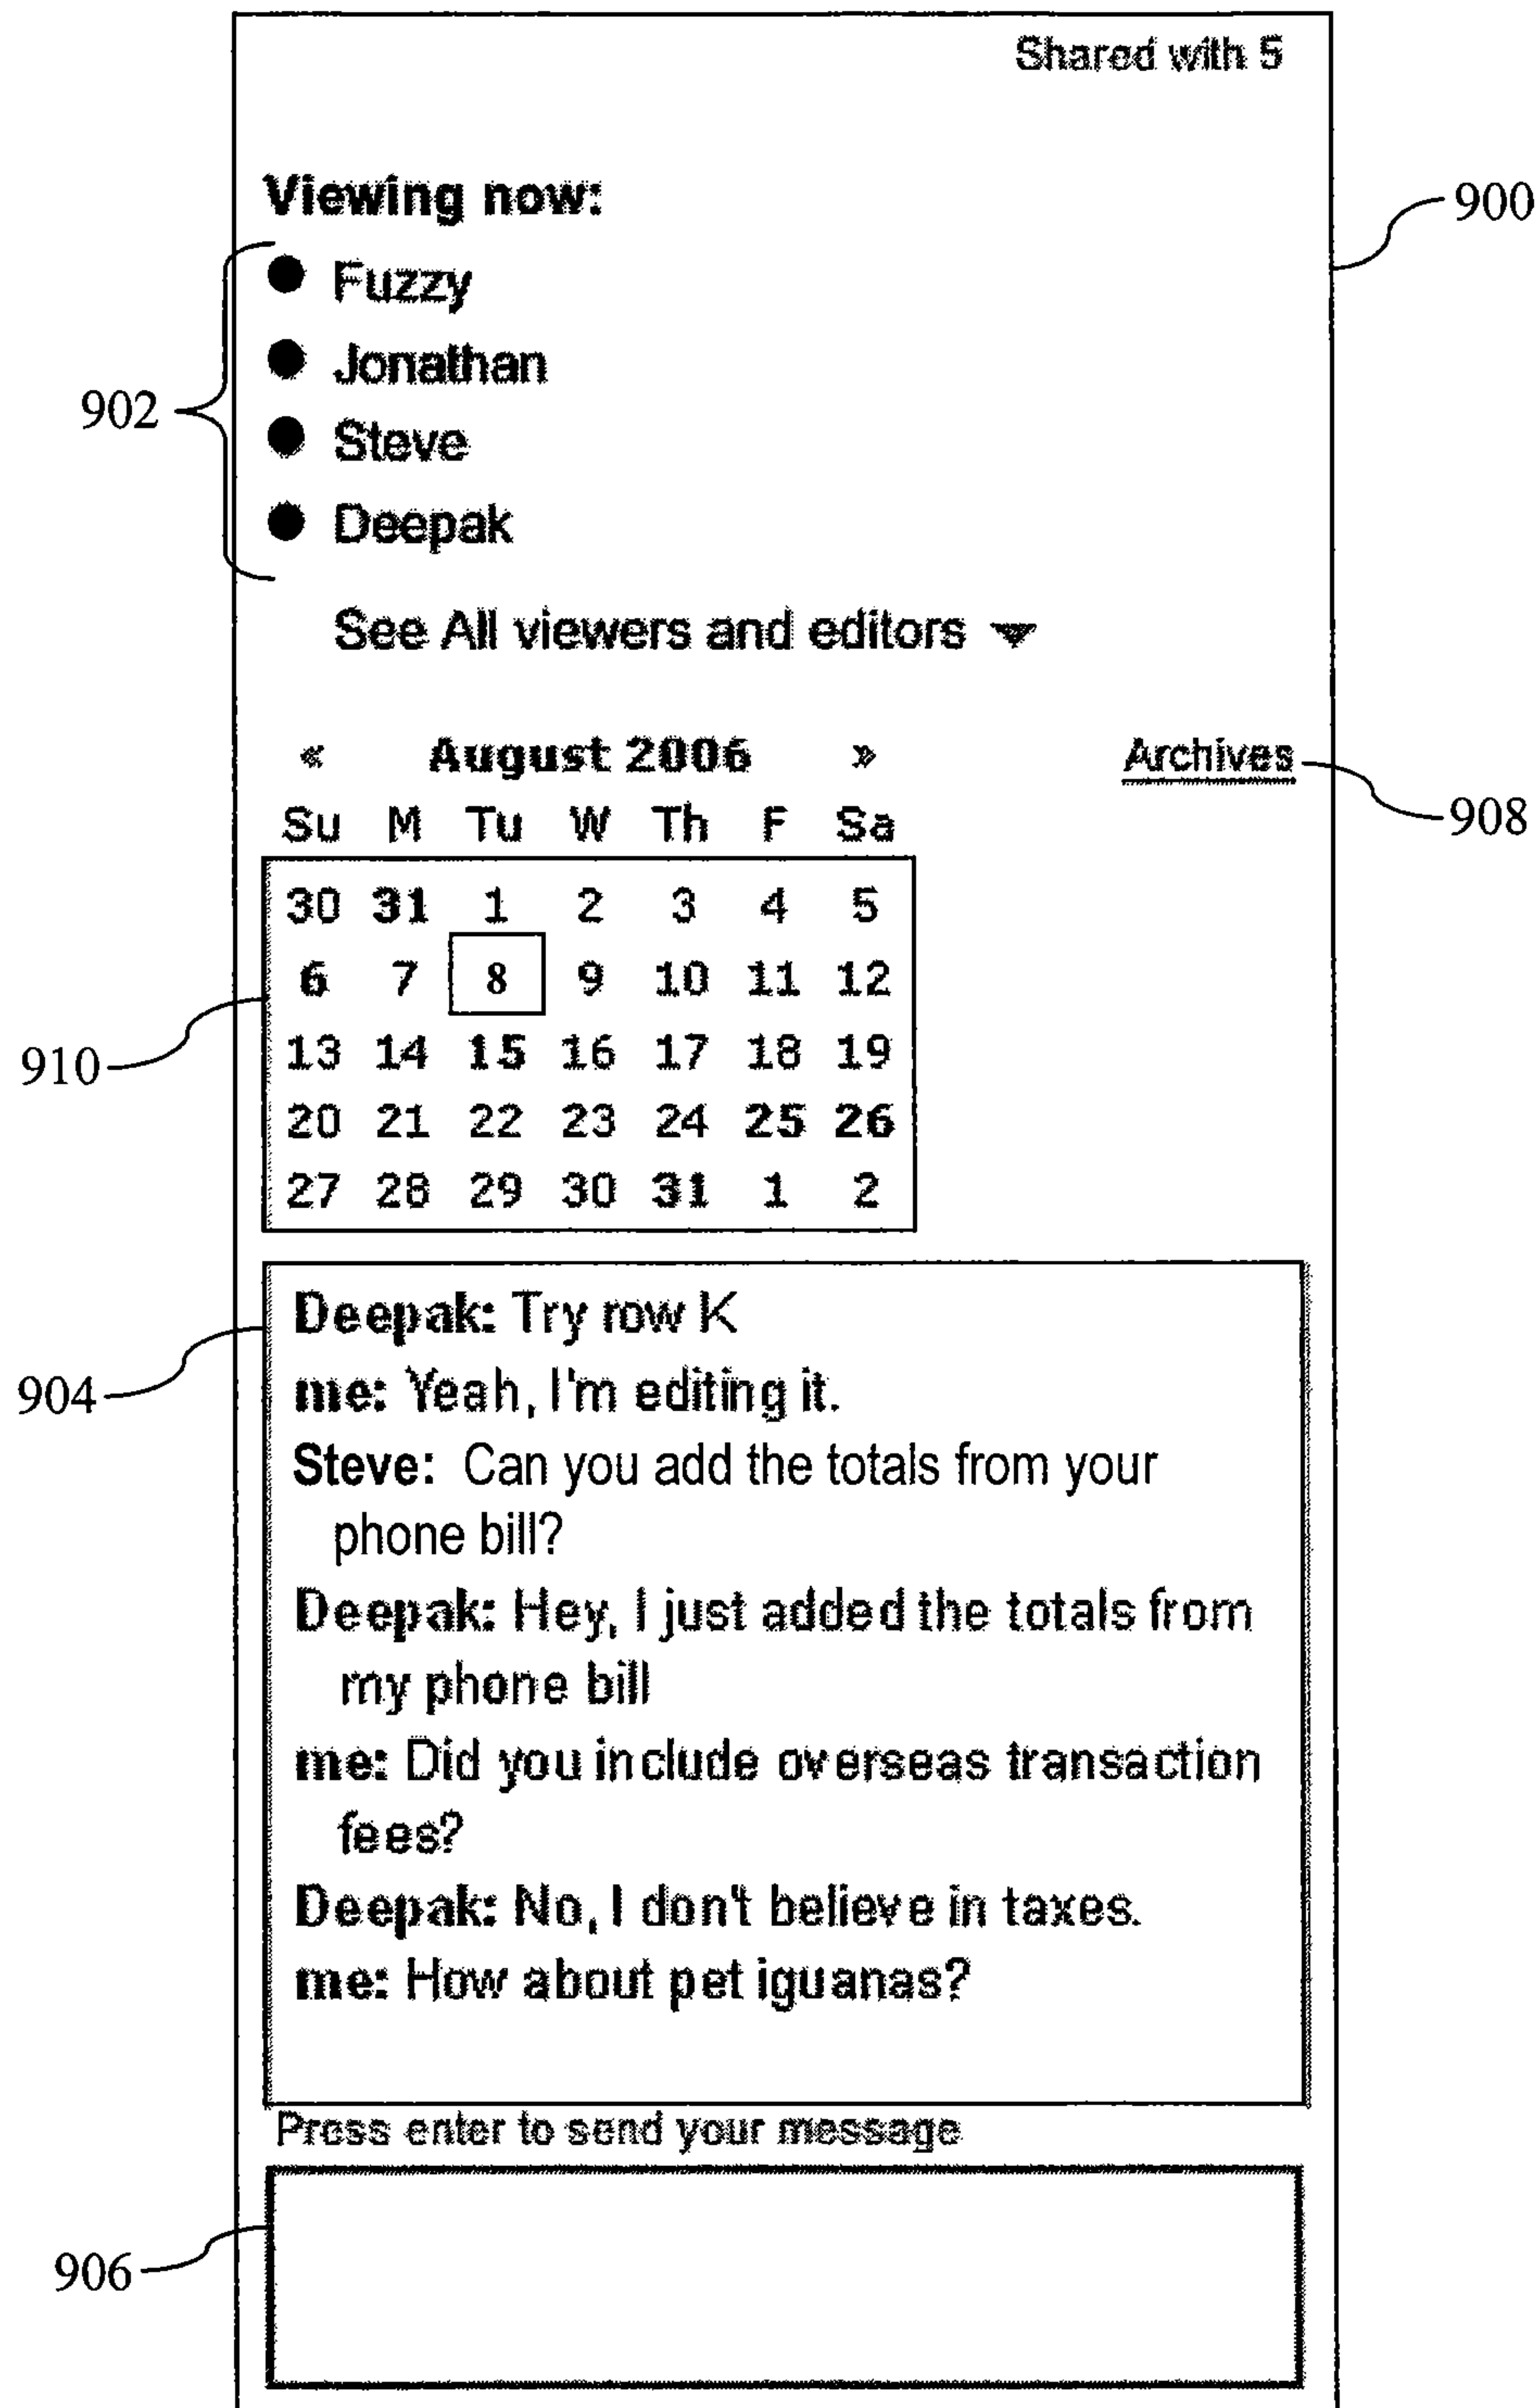 Shared with 5
Viewing now:
900
● Fuzzy
● Jonathan
902
● Steve
● Deepak
See All viewers and editors ▼
« August 2006 »
Archives
908
Su M Tu W Th F Sa
30 31 1 2 3 4 5
6 7 8 9 10 11 12
910
13 14 15 16 17 18 19
20 21 22 23 24 25 26
27 28 29 30 31 1 2
Deepak: Try row K
904
me: Yeah, I'm editing it.
Steve: Can you add the totals from your
phone bill?
Deepak: Hey, I just added the totals from
my phone bill
me: Did you include overseas transaction
fees?
Deepak: No, I don't believe in taxes.
me: How about pet iguanas?
Press enter to send your message
906